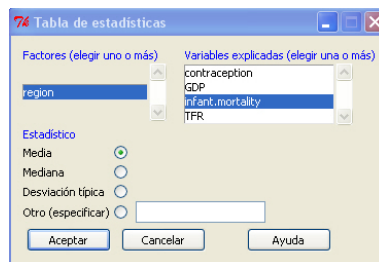 Tabla de estadísticas
Factores (elegir uno o más)
Variables explicadas (elegir una o más)
region
contraception
GDP
infant.mortality
TFR
Estadístico
Media
Mediana
Desviación típica
Otro (especificar)
Aceptar
Cancelar
Ayuda